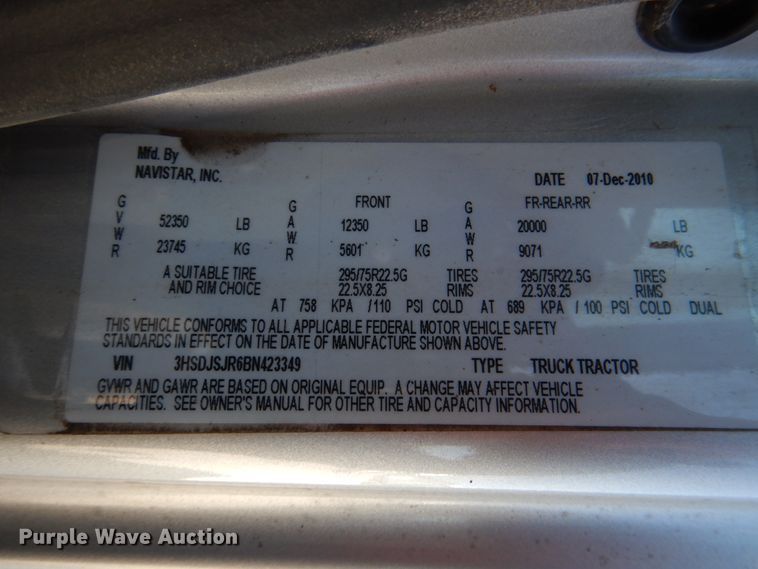 Mfd. By
NAVISTAR, INC.
DATE 07-Dec-2010
G V W R 52350 LB 23745 KG
G A W R FRONT 12350 LB 5601 KG
G A W R FR-REAR-RR 20000 LB 9071 KG
A SUITABLE TIRE 295/75R22.5G TIRES 295/75R22.5G TIRES
AND RIM CHOICE 22.5X8.25 RIMS 22.5X8.25 RIMS
AT 758 KPA /110 PSI COLD AT 689 KPA / 100 PSI COLD DUAL
THIS VEHICLE CONFORMS TO ALL APPLICABLE FEDERAL MOTOR VEHICLE SAFETY
STANDARDS IN EFFECT ON THE DATE OF MANUFACTURE SHOWN ABOVE.
VIN 3HSDJSJR6BN423349 TYPE TRUCK TRACTOR
GVWR AND GAWR ARE BASED ON ORIGINAL EQUIP. A CHANGE MAY AFFECT VEHICLE
CAPACITIES. SEE OWNER'S MANUAL FOR OTHER TIRE AND CAPACITY INFORMATION.
Purple Wave Auction